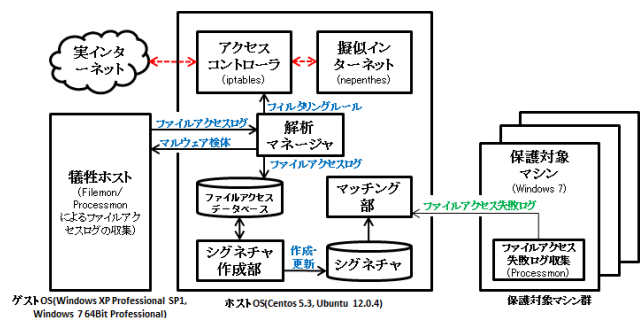 実インタ
ーネット
アクセス
コントローラ
(iptables)
擬似イン
ターネット
(nepenthes)
フィルタリングルール
ファイルアクセスログ
マルウェア検体
解析
マネージャ
ファイルアクセスログ
犠牲ホスト
(Filemon/
Processmon
によるファイルアク
セスログの収集)
ファイルアクセス
データベース
マッチング
部
ファイルアクセス失敗ログ
保護対象
マシン
(Windows 7)
シグネチャ
作成部
作成・
更新
シグネチャ
ファイルアクセス
失敗ログ収集
(Processmon)
ゲストOS(Windows XP Professional SP1,
Windows 7 64Bit Professional)
ホストOS(Centos 5.3, Ubuntu 12.0.4)
保護対象マシン群